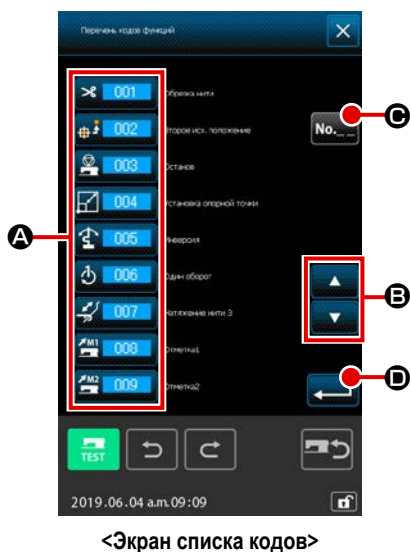 Перечень кодов функций
001 Обрезка нити
002 Второе исх. положение
No._ _
C
003 Останов
004 Установка опорной точки
A
005 Инверсия
006 Один оборот
B
007 Натяжение нити 3
M1 008 Отметка1
M2 009 Отметка2
D
TEST
2019.06.04 a.m.09:09
<Экран списка кодов>